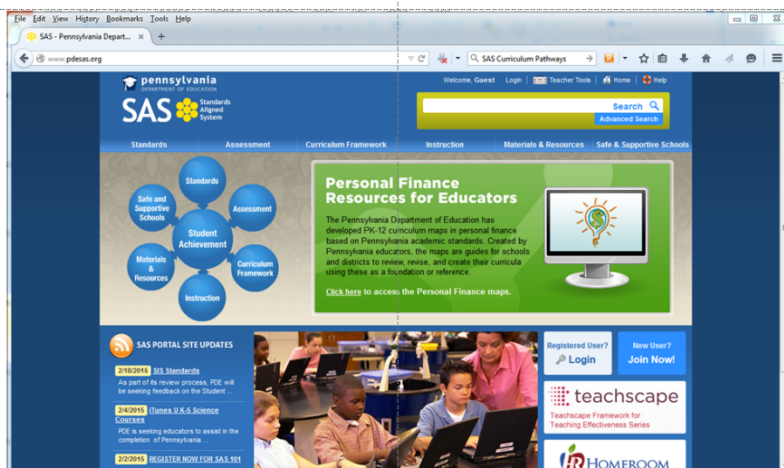 File Edit View History Bookmarks Tools Help
SAS - Pennsylvania Depart... × +
www.pdesas.org
SAS Curriculum Pathways
pennsylvania
DEPARTMENT OF EDUCATION
SAS Standards Aligned System
Welcome, Guest Login | Teacher Tools | Home | Help
Search
Advanced Search
Standards Assessment Curriculum Framework Instruction Materials & Resources Safe & Supportive Schools
Standards
Safe and
Supportive
Schools
Assessment
Student
Achievement
Materials
&
Resources
Curriculum
Framework
Instruction
Personal Finance
Resources for Educators
The Pennsylvania Department of Education has
developed PK-12 curriculum maps in personal finance
based on Pennsylvania academic standards. Created by
Pennsylvania educators, the maps are guides for schools
and districts to review, revise, and create their curricula
using these as a foundation or reference.
Click here to access the Personal Finance maps.
SAS PORTAL SITE UPDATES
2/18/2015 SIS Standards
As part of its review process, PDE will
be seeking feedback on the Student ...
2/4/2015 iTunes U K-5 Science
Courses
PDE is seeking educators to assist in the
completion of Pennsylvania ...
2/2/2015 REGISTER NOW FOR SAS 101
Registered User?
Login
New User?
Join Now!
teachscape
Teachscape Framework for
Teaching Effectiveness Series
HOMEROOM